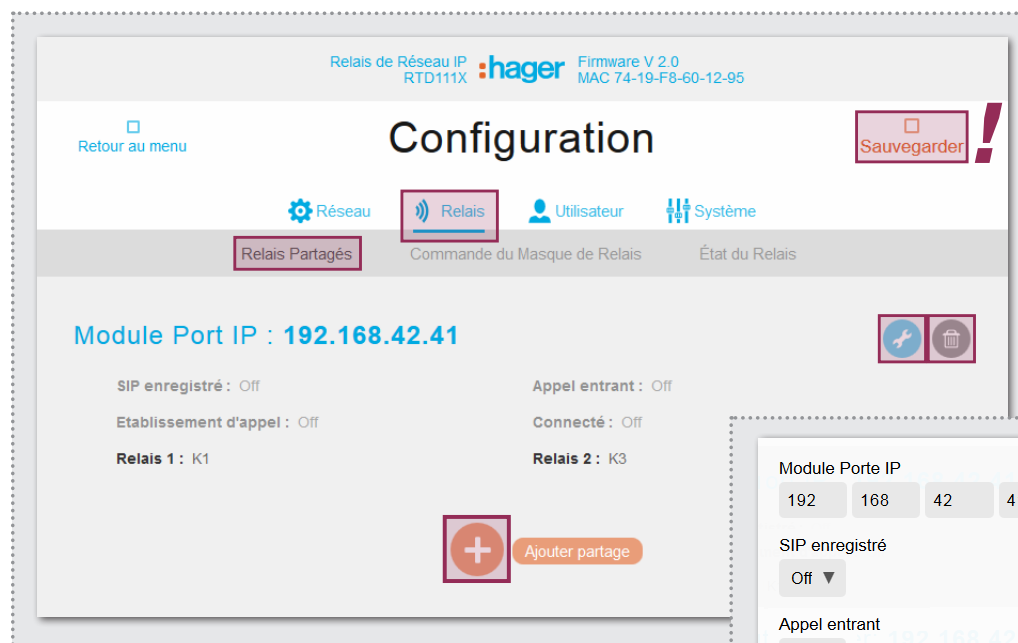 Relais de Réseau IP
RTD111X
:hager
Firmware V 2.0
MAC 74-19-F8-60-12-95
Retour au menu
Configuration
Sauvegarder
!
Réseau
Relais
Utilisateur
Système
Relais Partagés
Commande du Masque de Relais
État du Relais
Module Port IP : 192.168.42.41
SIP enregistré : Off
Appel entrant : Off
Etablissement d'appel : Off
Connecté : Off
Relais 1 : K1
Relais 2 : K3
Ajouter partage
Module Porte IP
192 168 42
SIP enregistré
Off ▼
Appel entrant